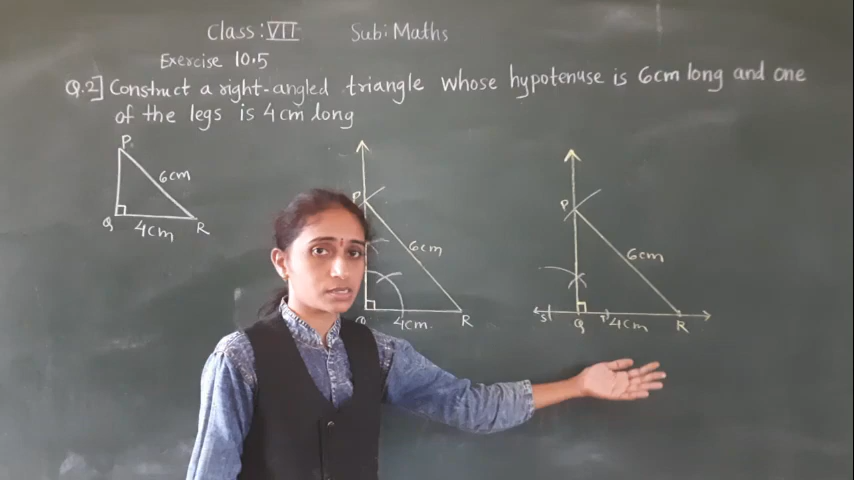 Class: VII Sub: Maths
Exercise 10.5
Q.2] Construct a right-angled triangle whose hypotenuse is 6cm long and one
of the legs is 4cm long
P
6cm
Q 4cm R
P
6cm
4cm. R
P
6cm
S Q T 4cm R